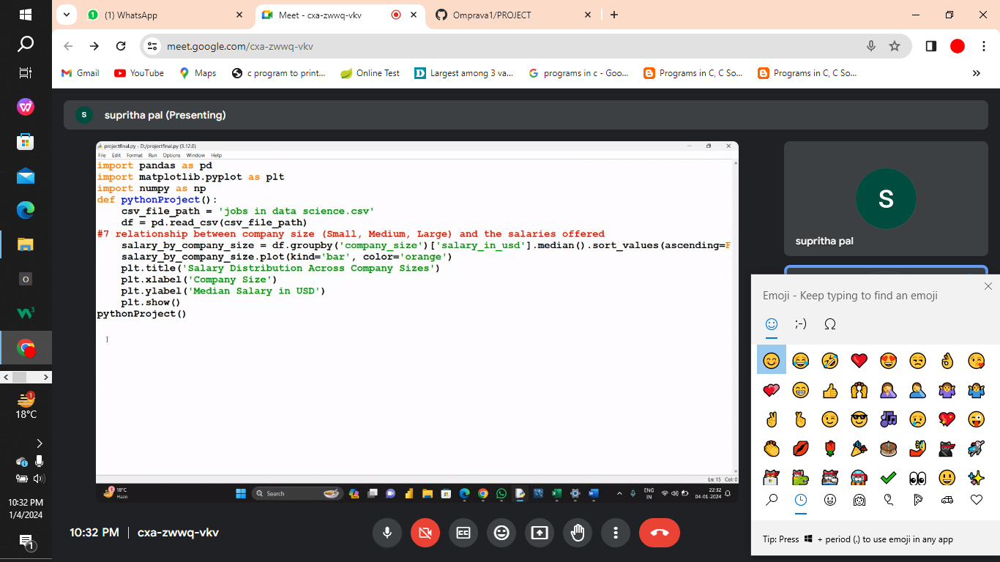 (1) WhatsApp
Meet - cxa-zwwq-vkv
Omprava1/PROJECT
meet.google.com/cxa-zwwq-vkv
Gmail
YouTube
Maps
c program to print...
Online Test
Largest among 3 va...
programs in c - Goo...
Programs in C, C So...
Programs in C, C So...
S
supritha pal (Presenting)
projectfinal.py - D:/projectfinal.py (3.12.0)
File Edit Format Run Options Window Help
import pandas as pd
import matplotlib.pyplot as plt
import numpy as np
def pythonProject():
csv_file_path = 'jobs in data science.csv'
df = pd.read_csv(csv_file_path)
#7 relationship between company size (Small, Medium, Large) and the salaries offered
salary_by_company_size = df.groupby('company_size')['salary_in_usd'].median().sort_values(ascending=F
salary_by_company_size.plot(kind='bar', color='orange')
plt.title('Salary Distribution Across Company Sizes')
plt.xlabel('Company Size')
plt.ylabel('Median Salary in USD')
plt.show()
pythonProject()
Ln: 15 Col: 0
1
18°C
Haze
Search
ENG
IN
22:32
04-01-2024
S
supritha pal
Emoji - Keep typing to find an emoji
;-)
Ω
Tip: Press + period (.) to use emoji in any app
10:32 PM | cxa-zwwq-vkv
CC
O
1
18°C
10:32 PM
1/4/2024
1